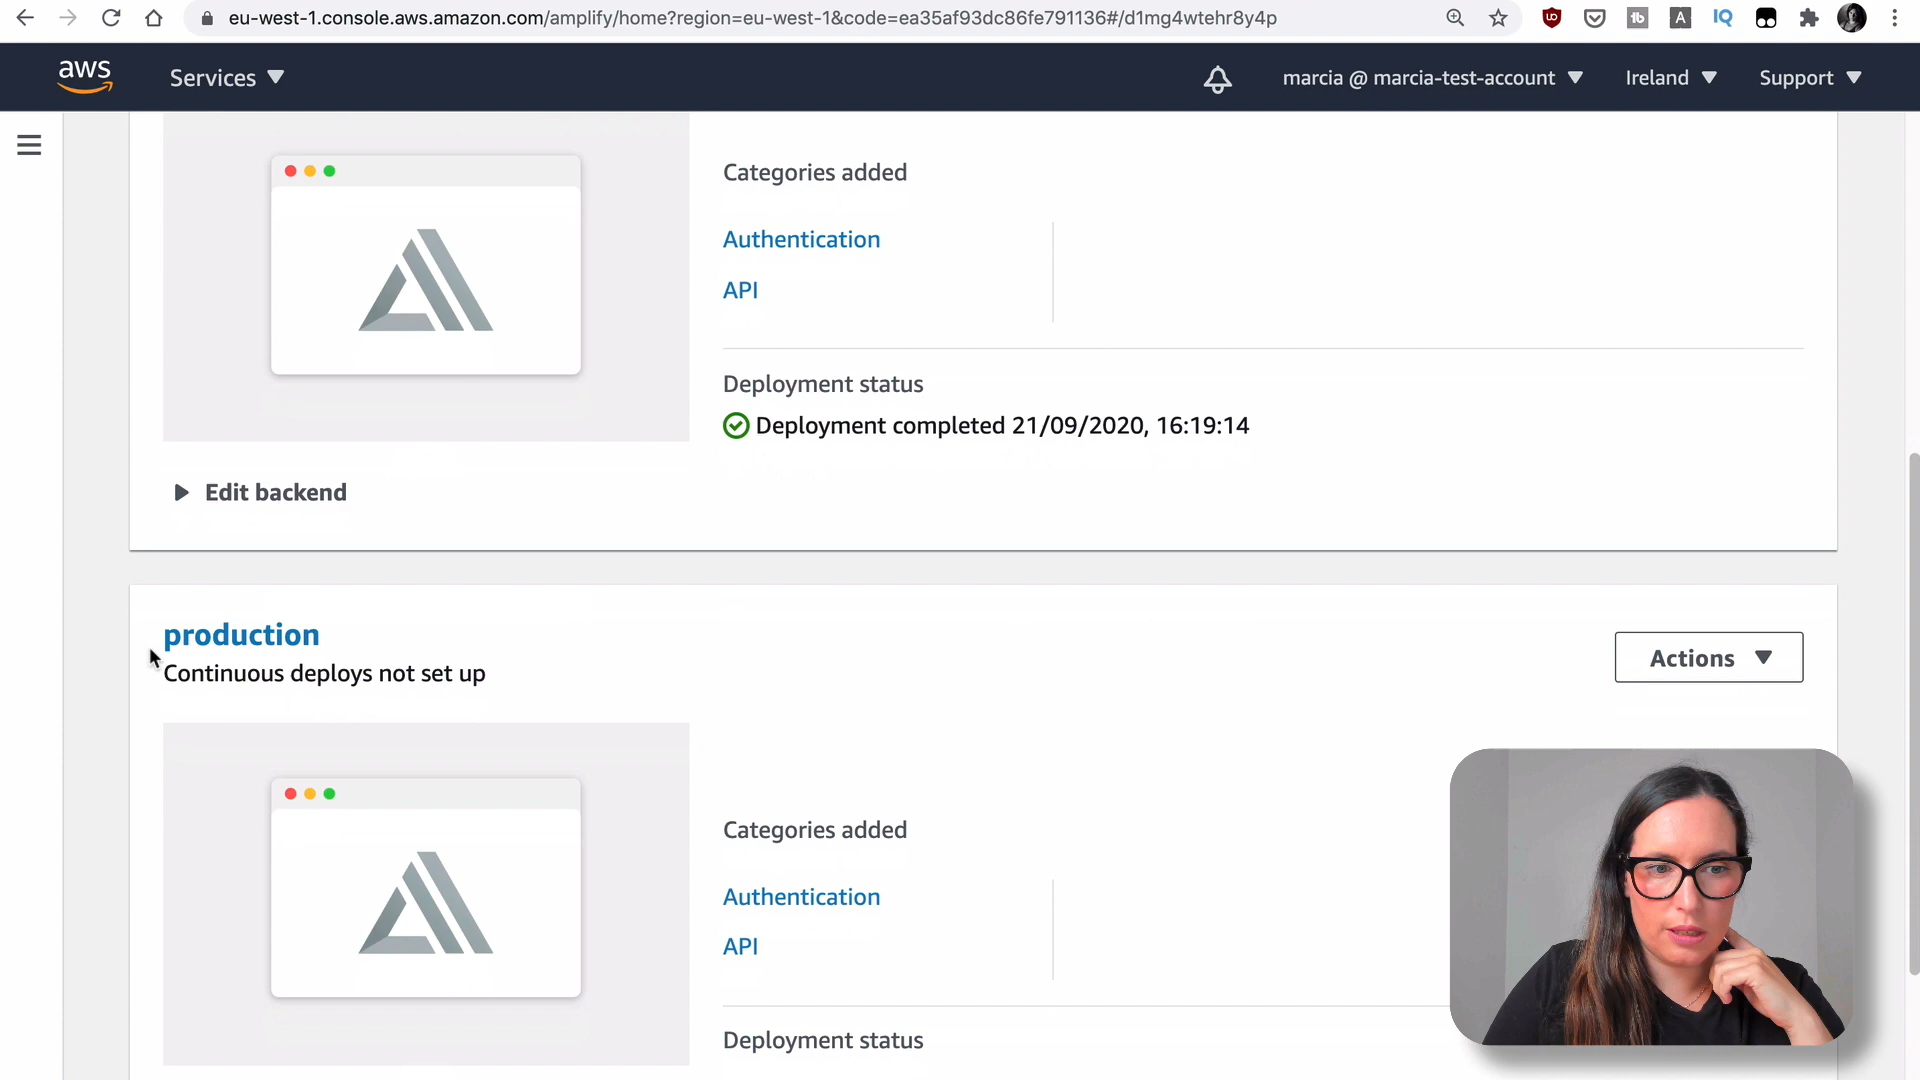 eu-west-1.console.aws.amazon.com/amplify/home?region=eu-west-1&code=ea35af93dc86fe791136#/d1mg4wtehr8y4p
aws
Services
marcia @ marcia-test-account
Ireland
Support
Categories added
Authentication
API
Deployment status
Deployment completed 21/09/2020, 16:19:14
Edit backend
production
Continuous deploys not set up
Actions
Categories added
Authentication
API
Deployment status